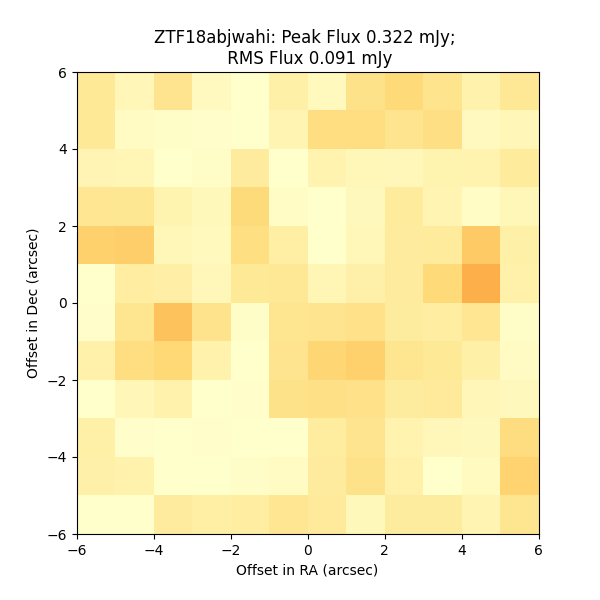 ZTF18abjwahi: Peak Flux 0.322 mJy;
RMS Flux 0.091 mJy
6
4
2
0
−2
−4
−6
Offset in Dec (arcsec)
−6 −4 −2 0 2 4 6
Offset in RA (arcsec)